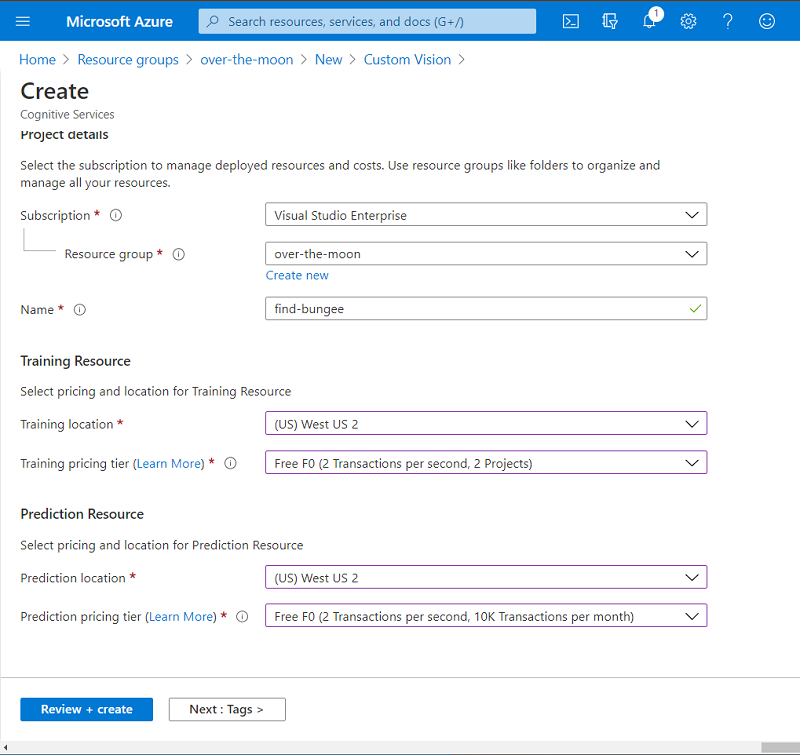 Microsoft Azure
Search resources, services, and docs (G+/)
1
Home > Resource groups > over-the-moon > New > Custom Vision >
Create
Cognitive Services
Project details
Select the subscription to manage deployed resources and costs. Use resource groups like folders to organize and
manage all your resources.
Subscription *
Visual Studio Enterprise
Resource group *
over-the-moon
Create new
Name *
find-bungee
Training Resource
Select pricing and location for Training Resource
Training location *
(US) West US 2
Training pricing tier (Learn More) *
Free F0 (2 Transactions per second, 2 Projects)
Prediction Resource
Select pricing and location for Prediction Resource
Prediction location *
(US) West US 2
Prediction pricing tier (Learn More) *
Free F0 (2 Transactions per second, 10K Transactions per month)
Review + create
Next : Tags >